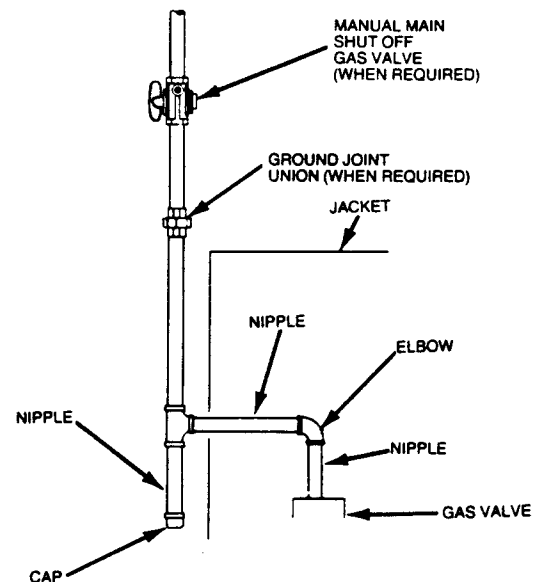 MANUAL MAIN
SHUT OFF
GAS VALVE
(WHEN REQUIRED)
GROUND JOINT
UNION (WHEN REQUIRED)
JACKET
NIPPLE
ELBOW
NIPPLE
NIPPLE
GAS VALVE
CAP